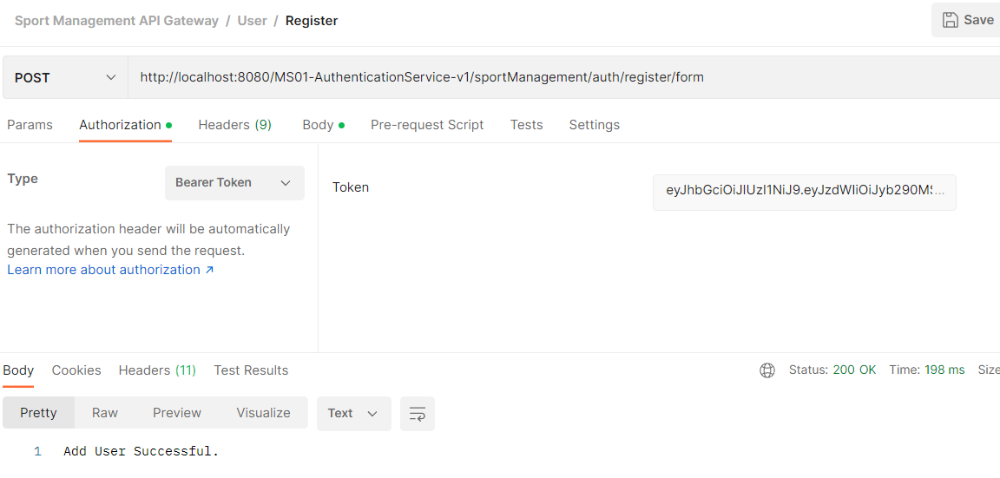 Sport Management API Gateway / User / Register
Save
POST
http://localhost:8080/MS01-AuthenticationService-v1/sportManagement/auth/register/form
Params Authorization Headers (9) Body Pre-request Script Tests Settings
Type
Bearer Token
The authorization header will be automatically
generated when you send the request.
Learn more about authorization ↗
Token
eyJhbGciOiJIUzI1NiJ9.eyJzdWIiOiJyb290MS...
Body Cookies Headers (11) Test Results
Status: 200 OK Time: 198 ms Size
Pretty Raw Preview Visualize Text
1 Add User Successful.